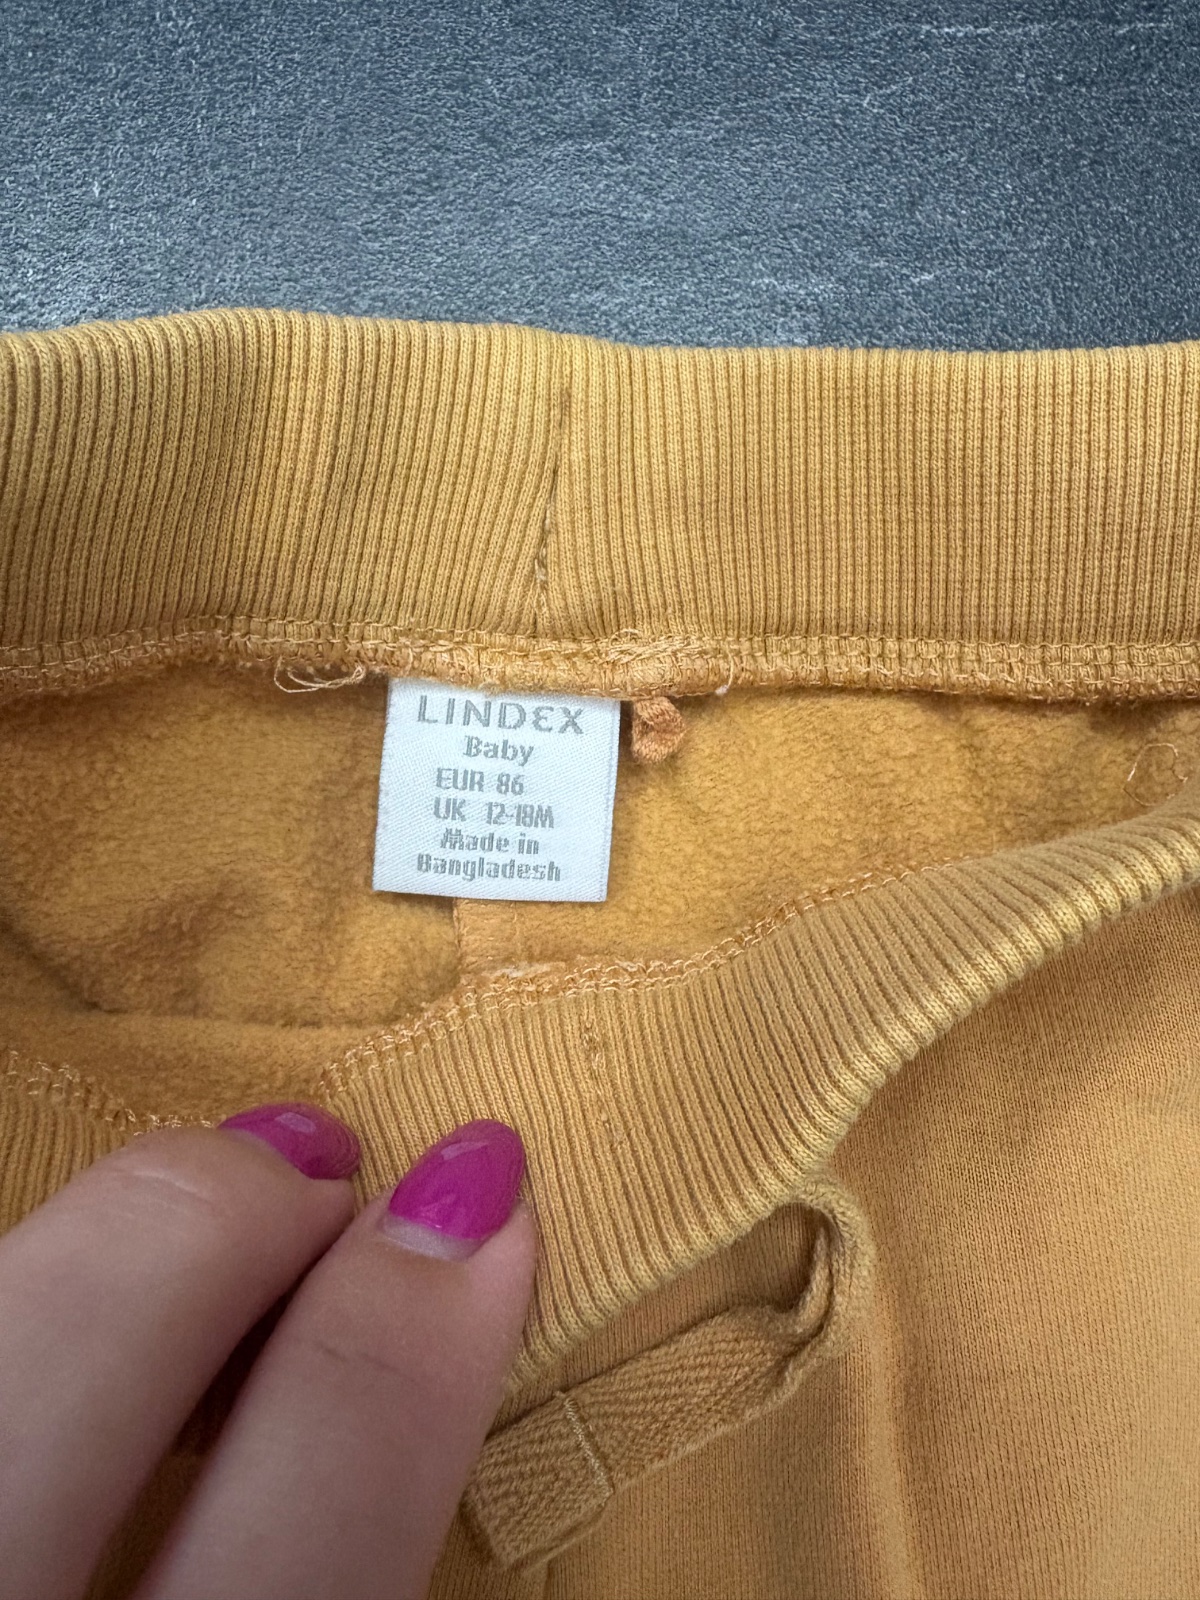 LINDEX
Baby
EUR 86
UK 12-18M
Made in
Bangladesh